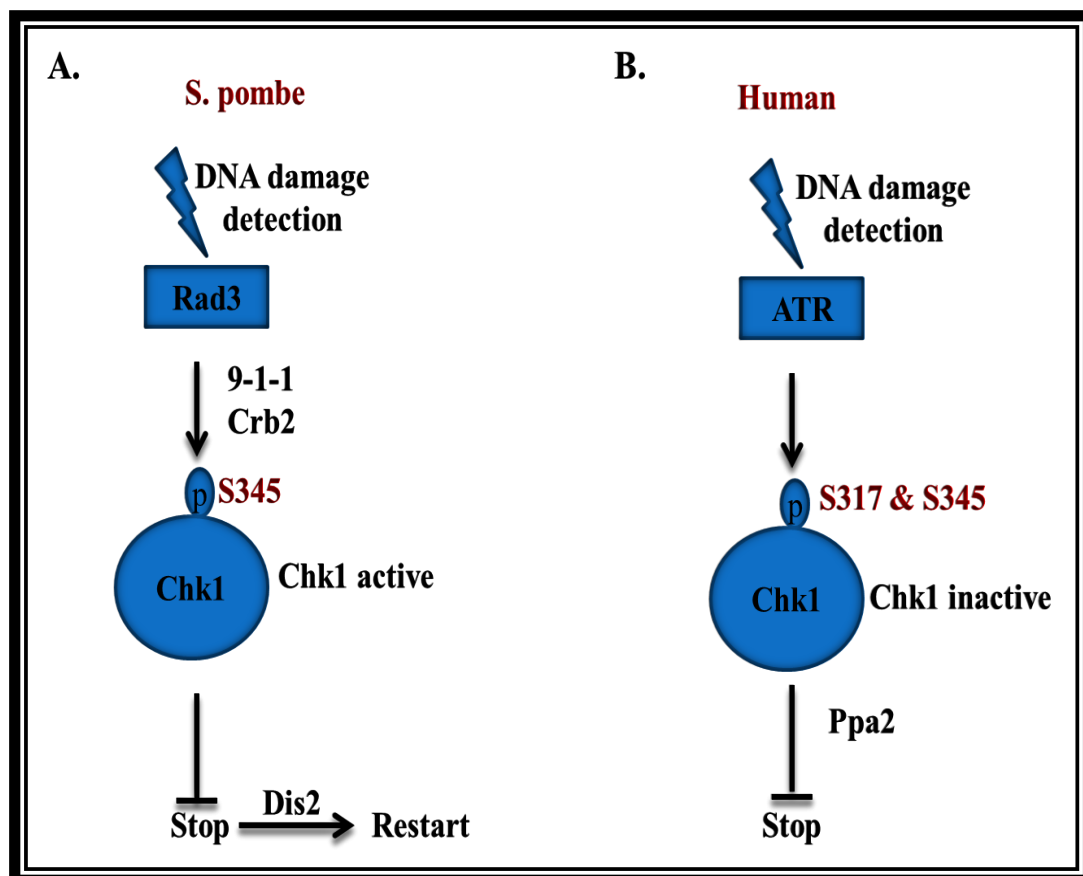 A.
S. pombe
DNA damage
detection
Rad3
9-1-1
Crb2
p
S345
Chk1
Chk1 active
Stop
Dis2
Restart
B.
Human
DNA damage
detection
ATR
p
S317 & S345
Chk1
Chk1 inactive
Ppa2
Stop